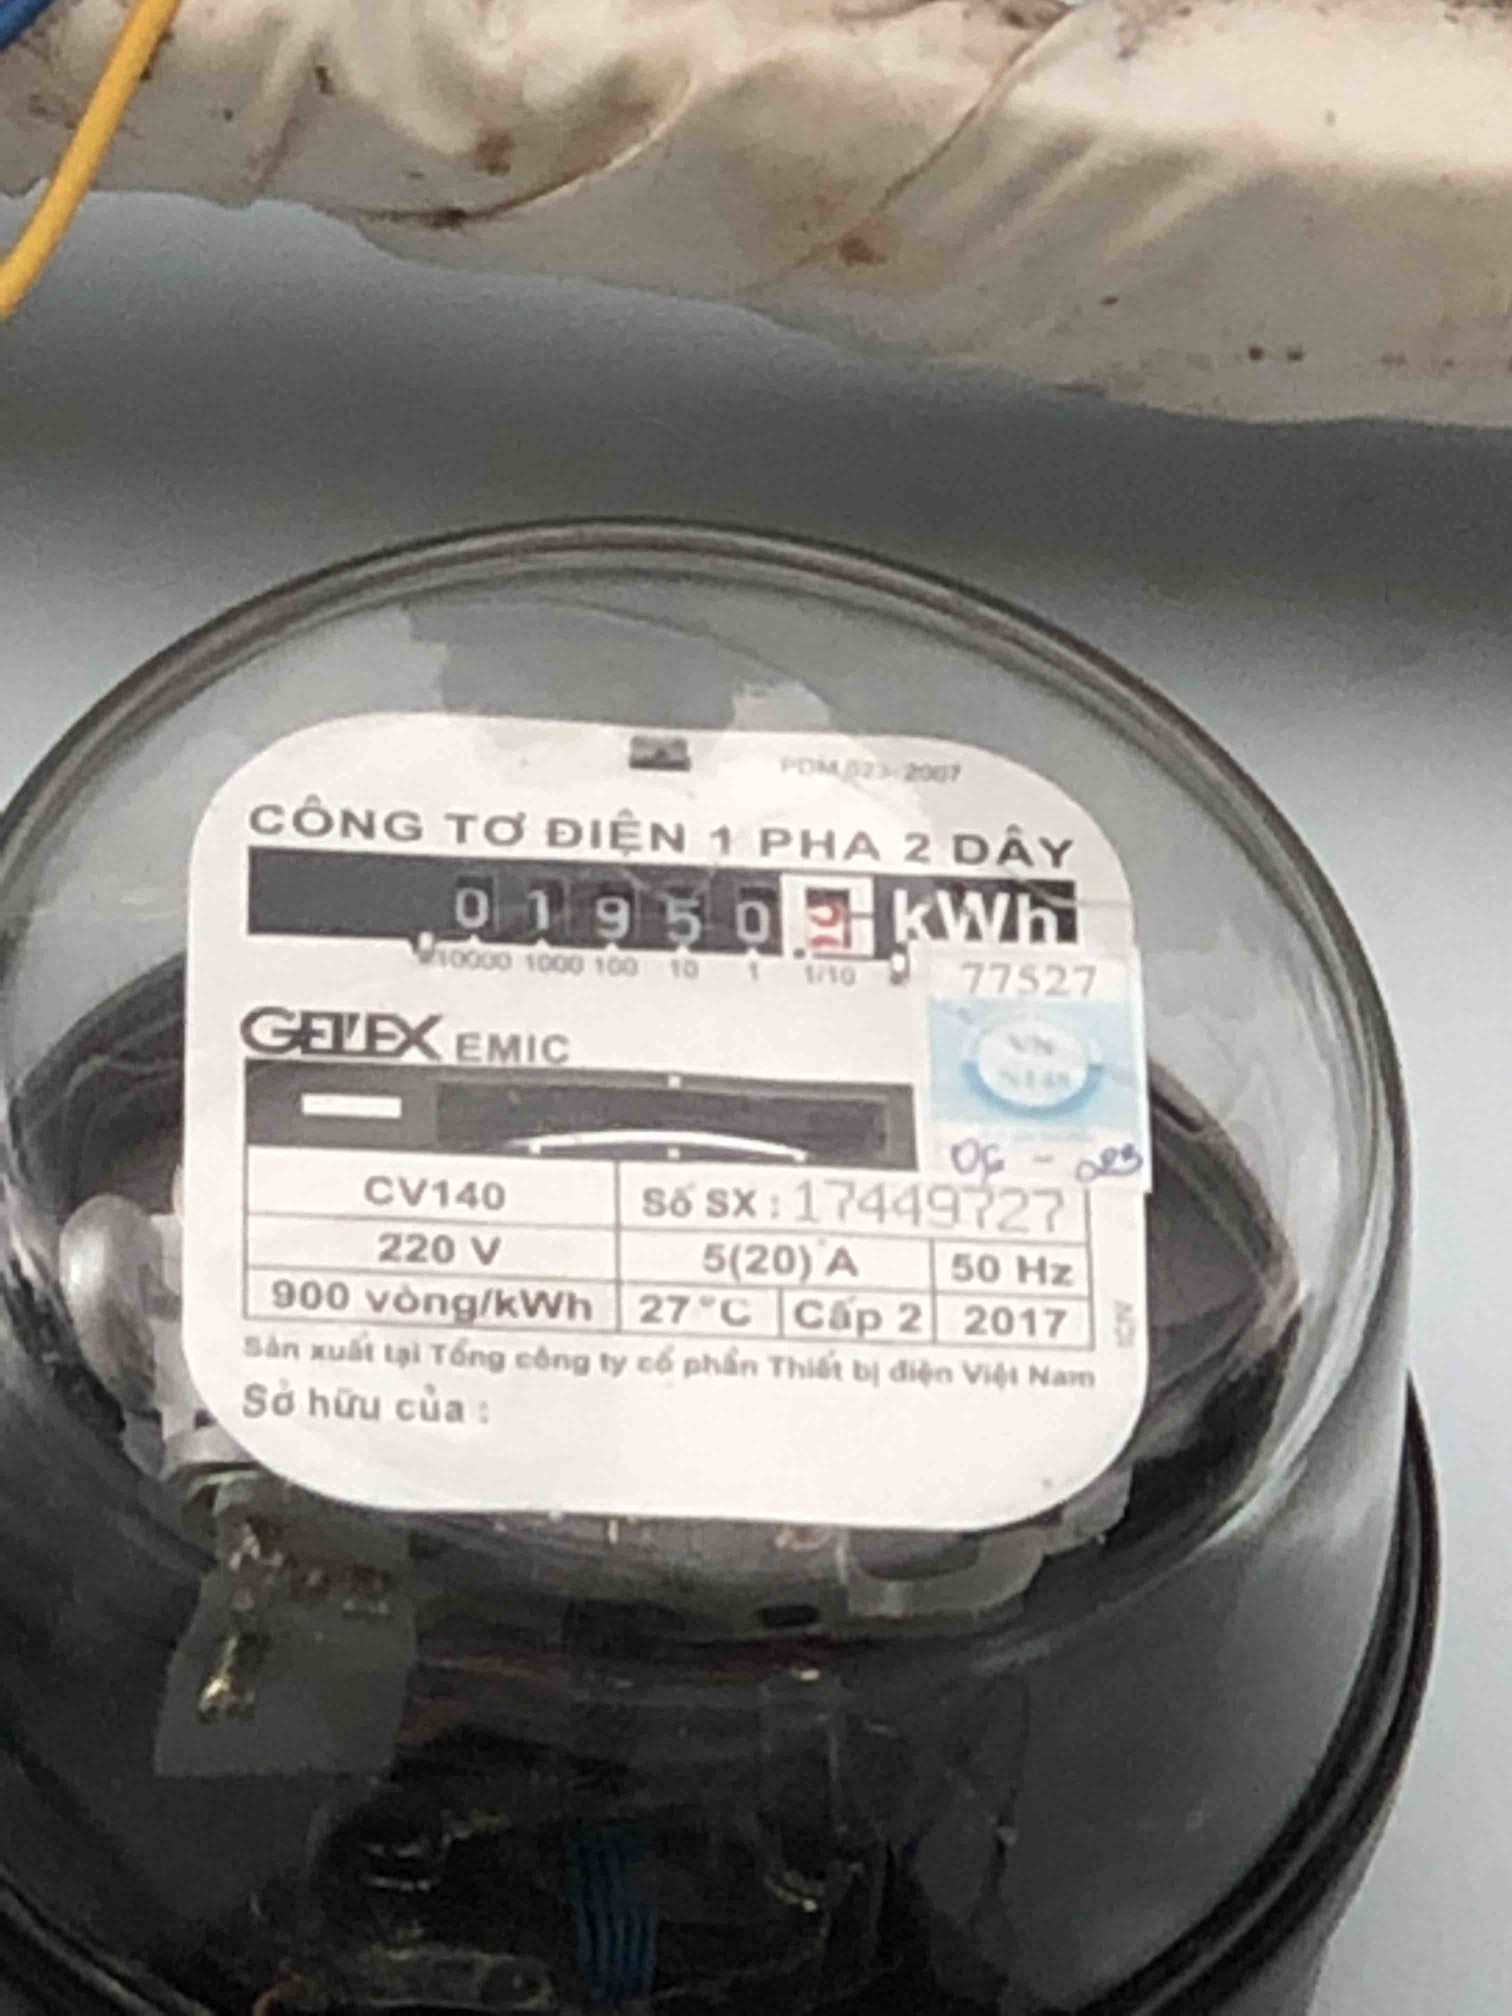 PDM 023-2007
CÔNG TƠ ĐIỆN 1 PHA 2 DÂY
01950 kWh
10000 1000 100 10 1 1/10
77527
GELEX EMIC
CV140 Số SX : 17449727
220 V 5(20) A 50 Hz
900 vòng/kWh 27°C Cấp 2 2017
Sản xuất tại Tổng công ty cổ phần Thiết bị điện Việt Nam
Sở hữu của :